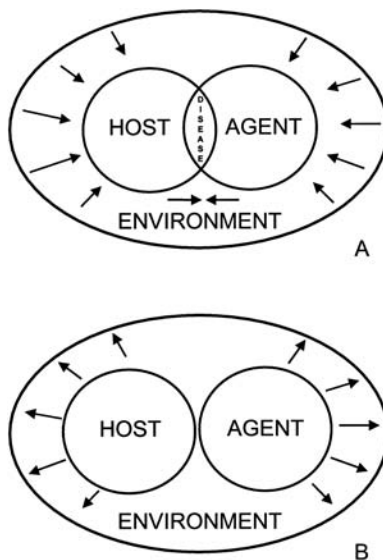 DISEASE
HOST AGENT
ENVIRONMENT
A
HOST AGENT
ENVIRONMENT
B